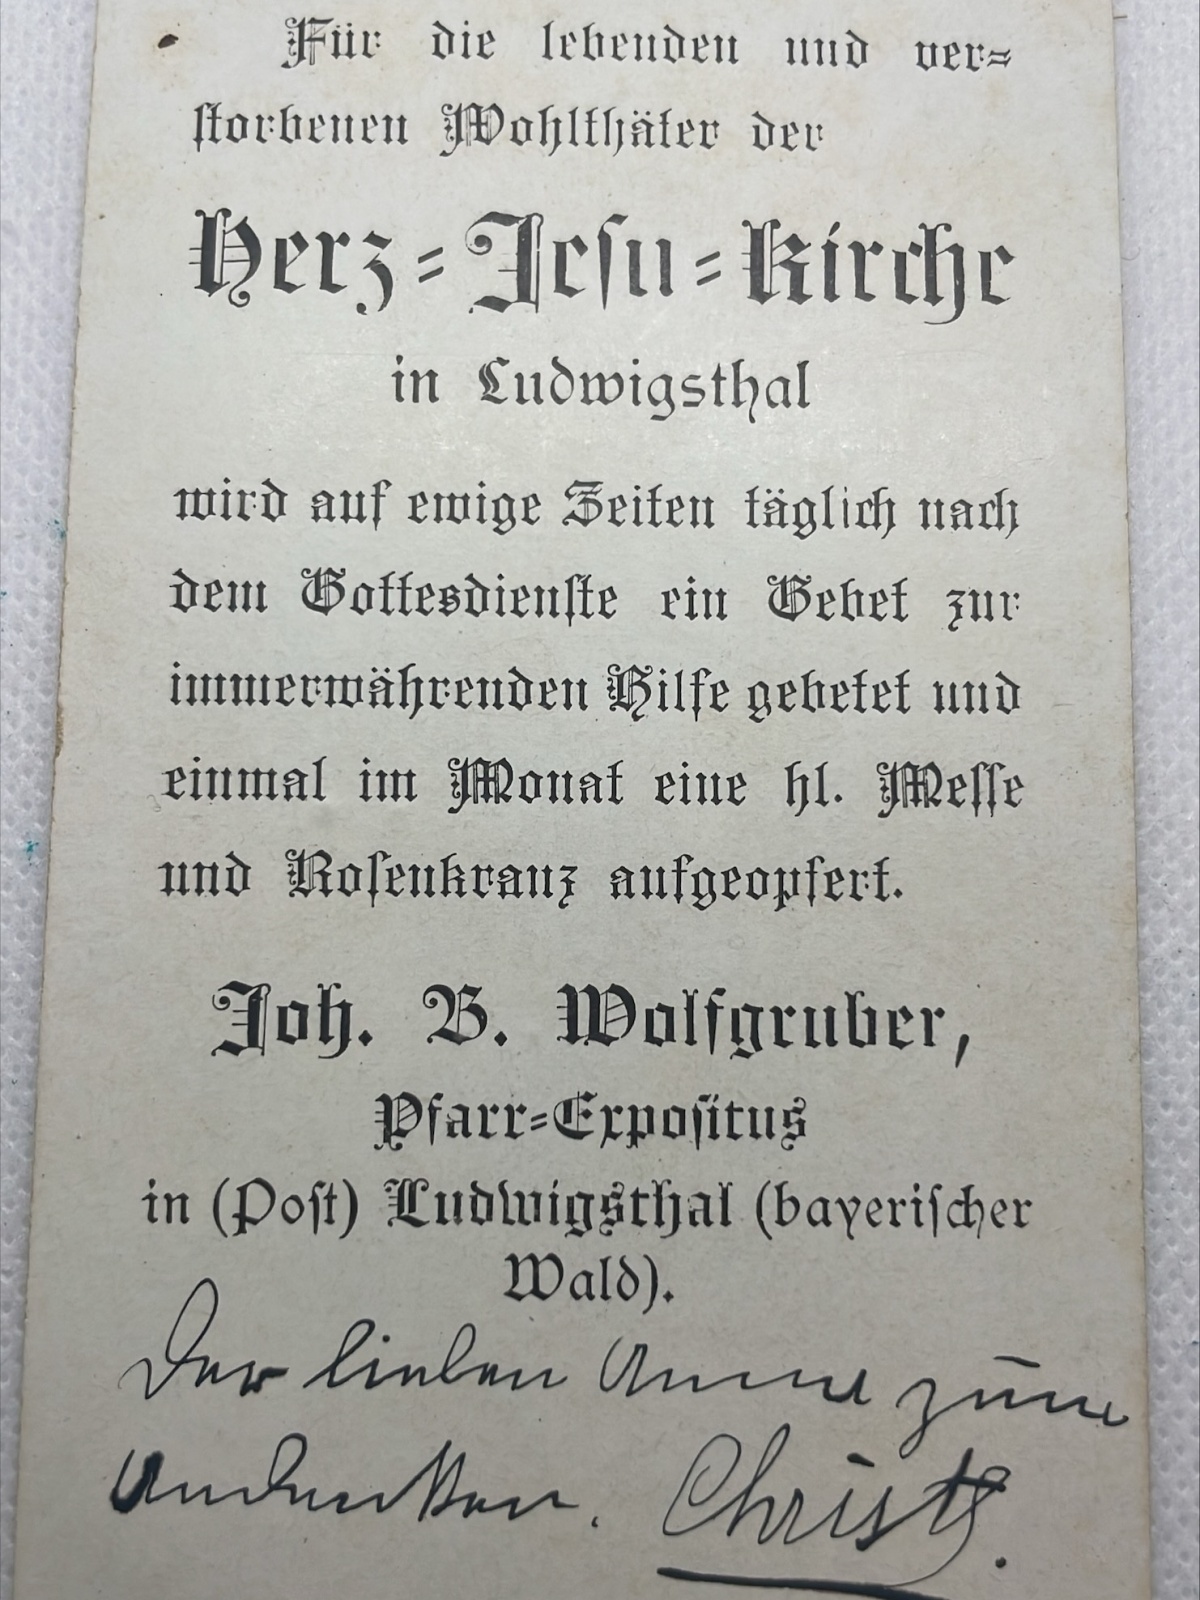 Für die lebenden und ver=
storbenen Wohlthäter der
Herz=Jesu=Kirche
in Ludwigsthal
wird auf ewige Zeiten täglich nach
dem Gottesdienste ein Gebet zur
immerwährenden Hilfe gebetet und
einmal im Monat eine hl. Messe
und Rosenkranz aufgeopfert.
Joh. B. Wolfgruber,
Pfarr=Expositus
in (Post) Ludwigsthal (bayerischer
Wald).
Der lieben Anna zum
Andenken.